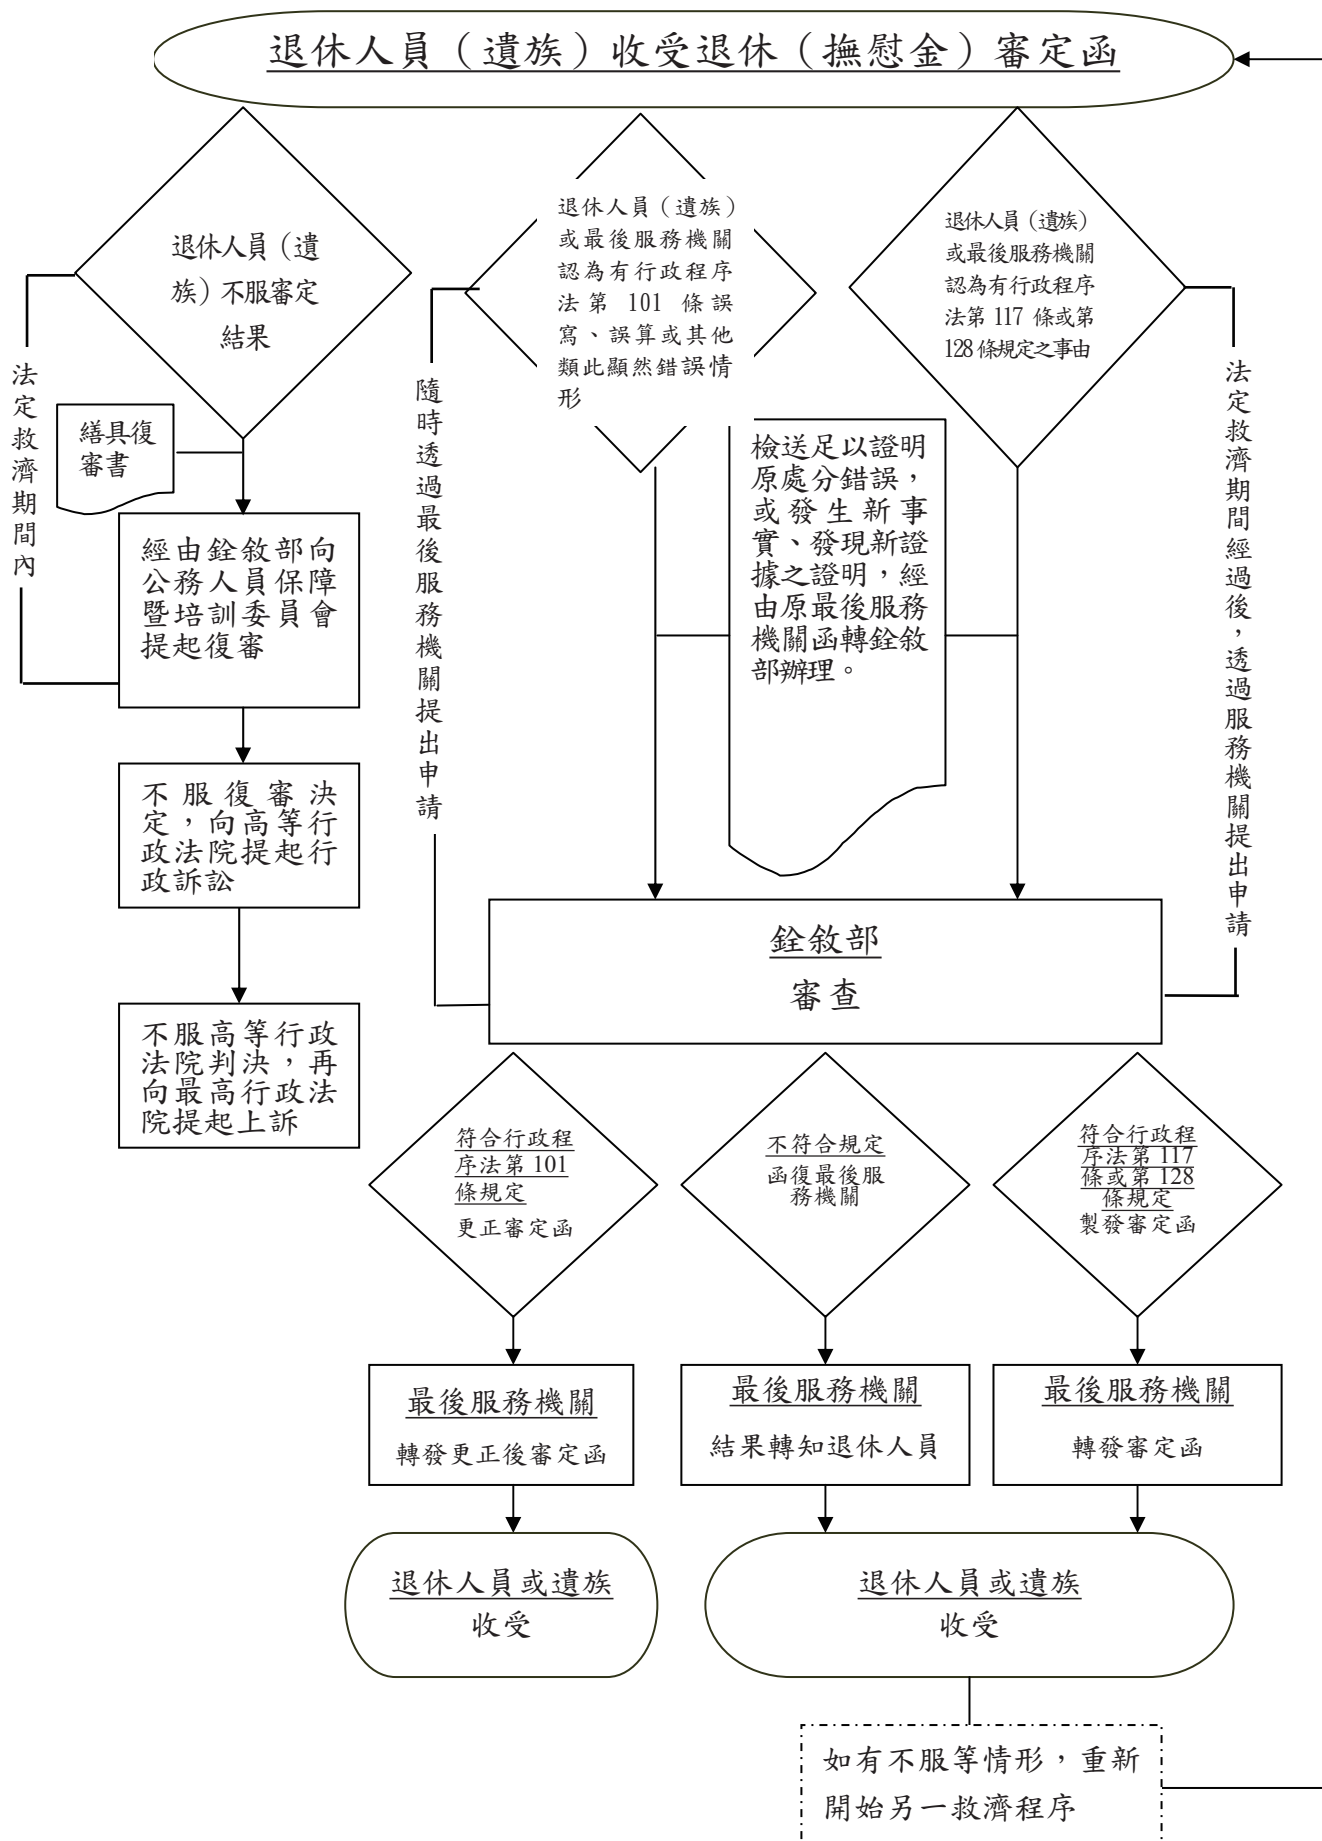 退休人員（遺族）收受退休（撫慰金）審定函
退休人員（遺
族）不服審定
結果
法定救濟期間內
繕具復
審書
經由銓敘部向
公務人員保障
暨培訓委員會
提起復審
不服復審決
定，向高等行
政法院提起行
政訴訟
不服高等行政
法院判決，再
向最高行政法
院提起上訴
退休人員（遺族）
或最後服務機關
認為有行政程序
法第 101 條誤
寫、誤算或其他
類此顯然錯誤情
形
隨時透過最後服務機關提出申請
退休人員（遺族）
或最後服務機關
認為有行政程序
法第 117 條或第
128 條規定之事由
法定救濟期間經過後，透過服務機關提出申請
檢送足以證明
原處分錯誤，
或發生新事
實、發現新證
據之證明，經
由原最後服務
機關函轉銓敘
部辦理。
銓敘部
審查
符合行政程
序法第 101
條規定
更正審定函
不符合規定
函復最後服
務機關
符合行政程
序法第 117
條或第 128
條規定
製發審定函
最後服務機關
轉發更正後審定函
最後服務機關
結果轉知退休人員
最後服務機關
轉發審定函
退休人員或遺族
收受
退休人員或遺族
收受
如有不服等情形，重新
開始另一救濟程序